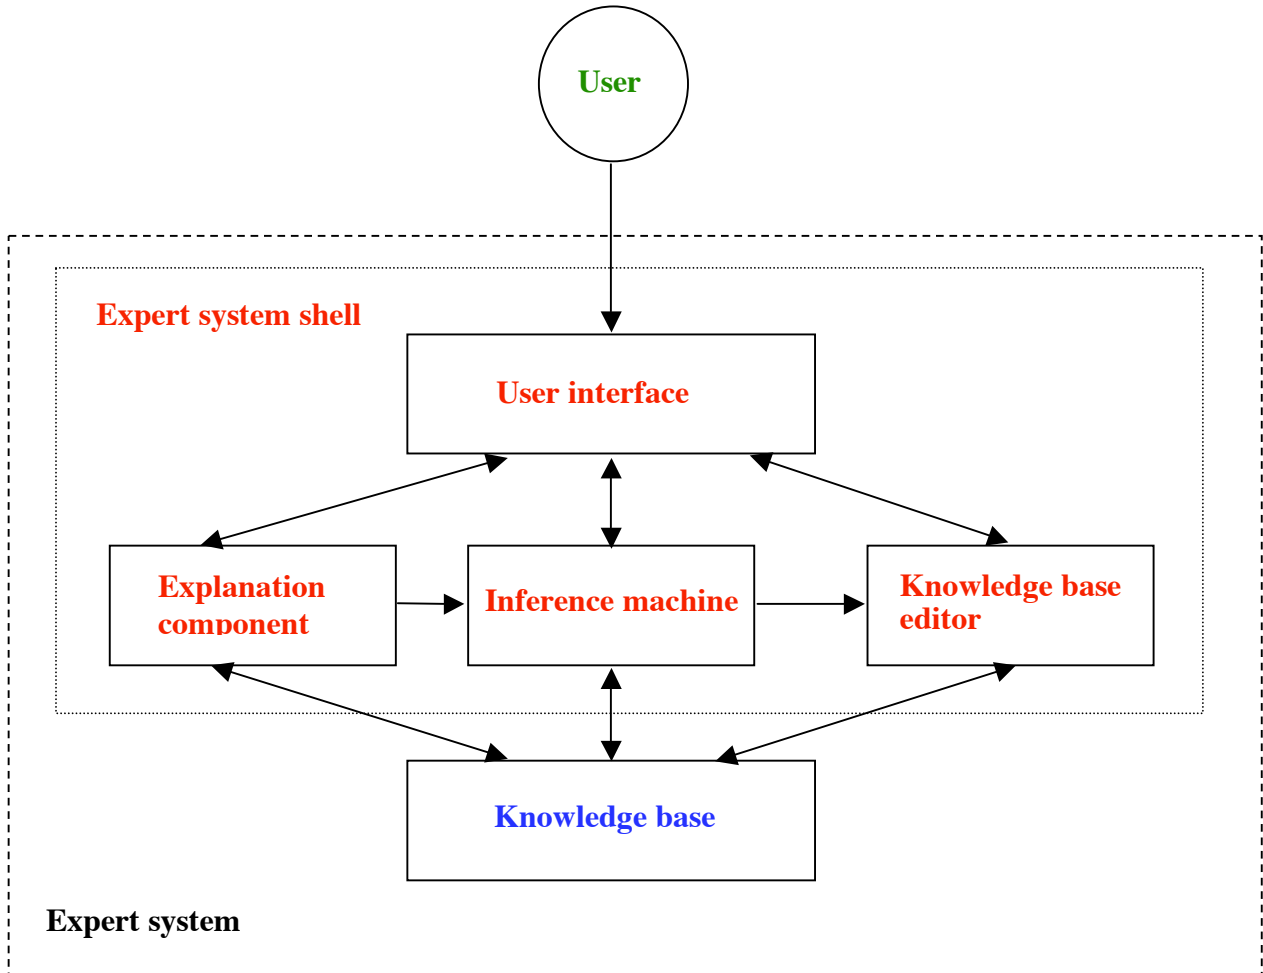 User
Expert system shell
User interface
Explanation
component
Inference machine
Knowledge base
editor
Knowledge base
Expert system